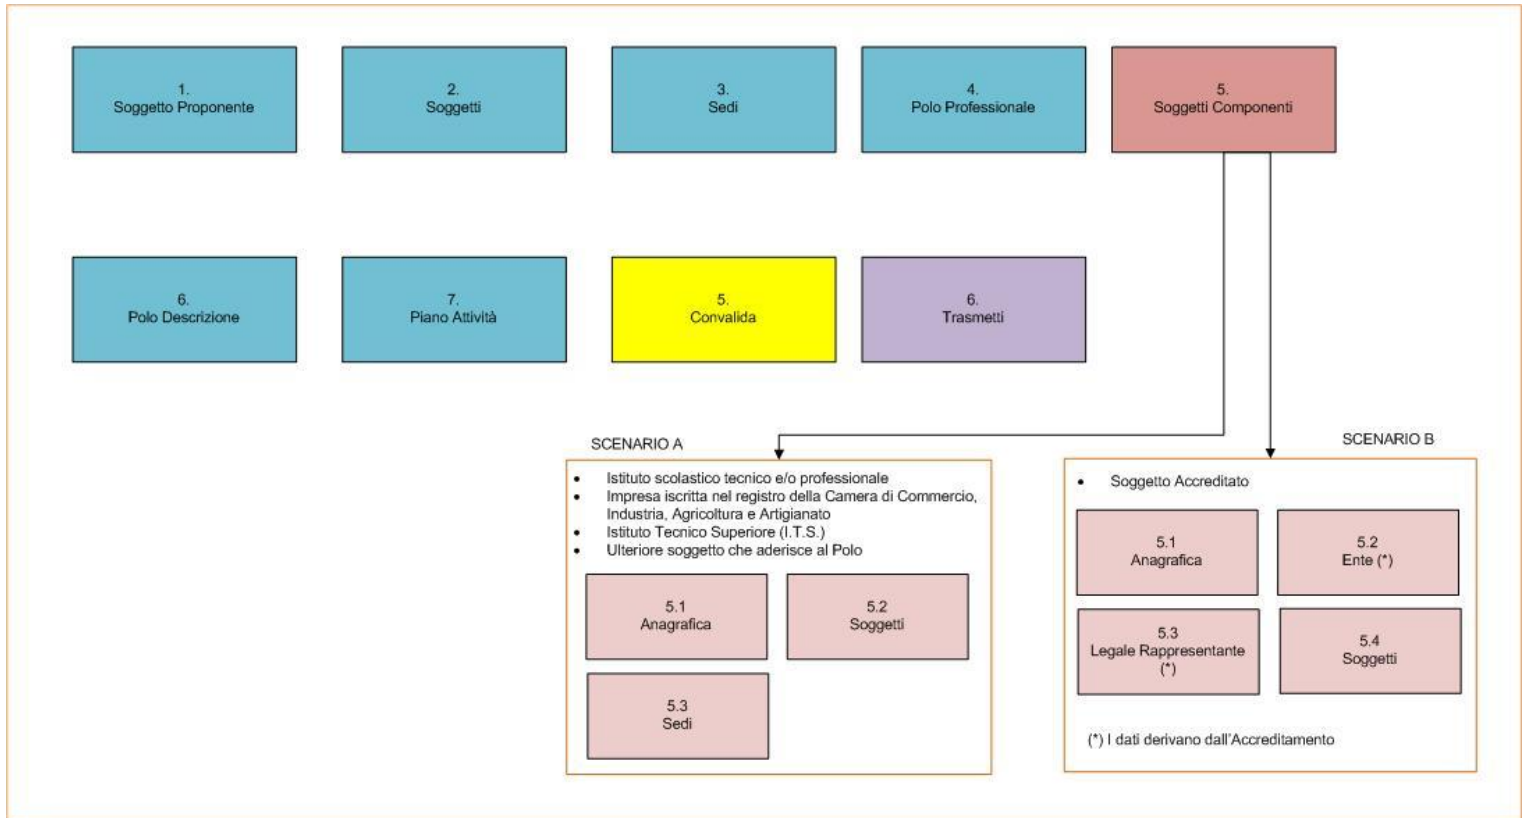 1.
Soggetto Proponente
2.
Soggetti
3.
Sedi
4.
Polo Professionale
5.
Soggetti Componenti
6.
Polo Descrizione
7.
Piano Attività
5.
Convalida
6.
Trasmetti
SCENARIO A
• Istituto scolastico tecnico e/o professionale
• Impresa iscritta nel registro della Camera di Commercio,
Industria, Agricoltura e Artigianato
• Istituto Tecnico Superiore (I.T.S.)
• Ulteriore soggetto che aderisce al Polo
5.1
Anagrafica
5.2
Soggetti
5.3
Sedi
SCENARIO B
• Soggetto Accreditato
5.1
Anagrafica
5.2
Ente (*)
5.3
Legale Rappresentante
(*)
5.4
Soggetti
(*) I dati derivano dall'Accreditamento